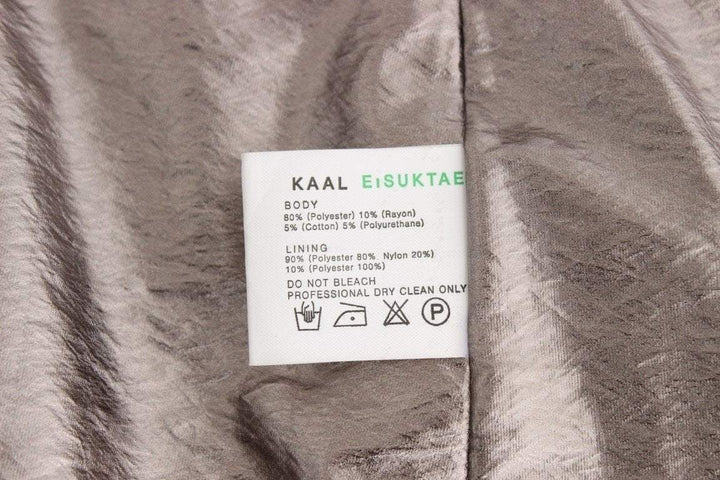 KAAL EiSUKTAE
BODY
80% (Polyester) 10% (Rayon)
5% (Cotton) 5% (Polyurethane)
LINING
90% (Polyester 80% Nylon 20%)
10% (Polyester 100%)
DO NOT BLEACH
PROFESSIONAL DRY CLEAN ONLY
P